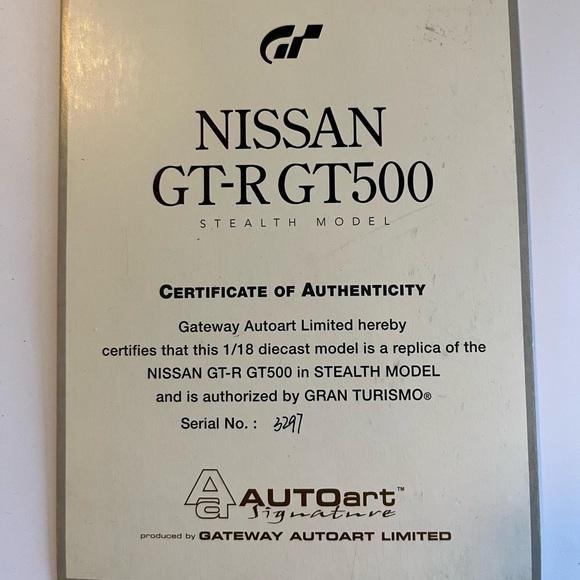 GT
NISSAN
GT-R GT500
STEALTH MODEL
CERTIFICATE OF AUTHENTICITY
Gateway Autoart Limited hereby
certifies that this 1/18 diecast model is a replica of the
NISSAN GT-R GT500 in STEALTH MODEL
and is authorized by GRAN TURISMO®
Serial No. : 3297
Aa AUTOart™
Signature
produced by GATEWAY AUTOART LIMITED